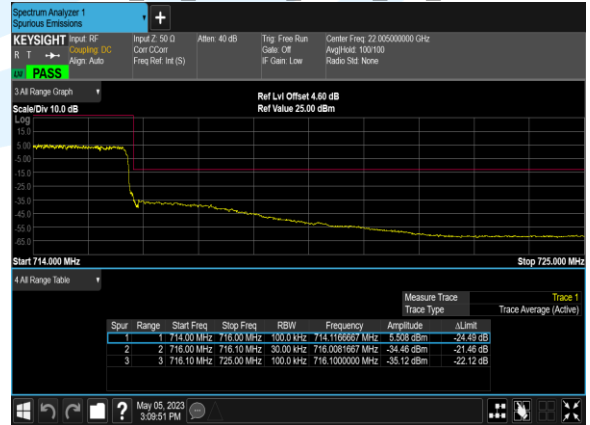 Spectrum Analyzer 1
Spurious Emissions
+
KEYSIGHT Input: RF Input Z: 50 Ω Atten: 40 dB Trig: Free Run Center Freq: 22.005000000 GHz
R T Coupling: DC Corr CCorr Gate: Off Avg|Hold: 100/100
Align: Auto Freq Ref: Int (S) IF Gain: Low Radio Std: None
PASS
3 All Range Graph Ref Lvl Offset 4.60 dB
Scale/Div 10.0 dB Ref Value 25.00 dBm
Log
15.0
5.00
-5.00
-15.0
-25.0
-35.0
-45.0
-55.0
-65.0
Start 714.000 MHz Stop 725.000 MHz
4 All Range Table
Measure Trace Trace 1
Trace Type Trace Average (Active)
Spur Range Start Freq Stop Freq RBW Frequency Amplitude ΔLimit
1 1 714.00 MHz 716.00 MHz 100.0 kHz 714.1166667 MHz 5.508 dBm -24.49 dB
2 2 716.00 MHz 716.10 MHz 30.00 kHz 716.0081667 MHz -34.46 dBm -21.46 dB
3 3 716.10 MHz 725.00 MHz 100.0 kHz 716.1000000 MHz -35.12 dBm -22.12 dB
? May 05, 2023
3:09:51 PM